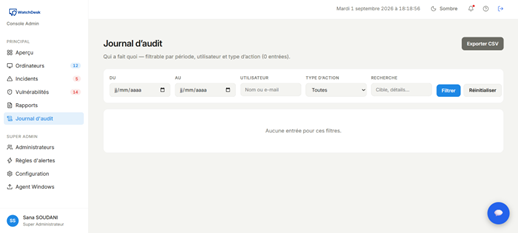 WatchDesk
Console Admin
Mardi 1 septembre 2026 à 18:18:56
Sombre
PRINCIPAL
Aperçu
Ordinateurs 12
Incidents 5
Vulnérabilités 14
Rapports
Journal d'audit
SUPER ADMIN
Administrateurs
Règles d'alertes
Configuration
Agent Windows
SS
Sana SOUDANI
Super Administrateur
Journal d'audit
Exporter CSV
Qui a fait quoi — filtrable par période, utilisateur et type d'action (0 entrées).
DU AU UTILISATEUR TYPE D'ACTION RECHERCHE
jj/mm/aaaa jj/mm/aaaa Nom ou e-mail Toutes Cible, détails... Filtrer Réinitialiser
Aucune entrée pour ces filtres.